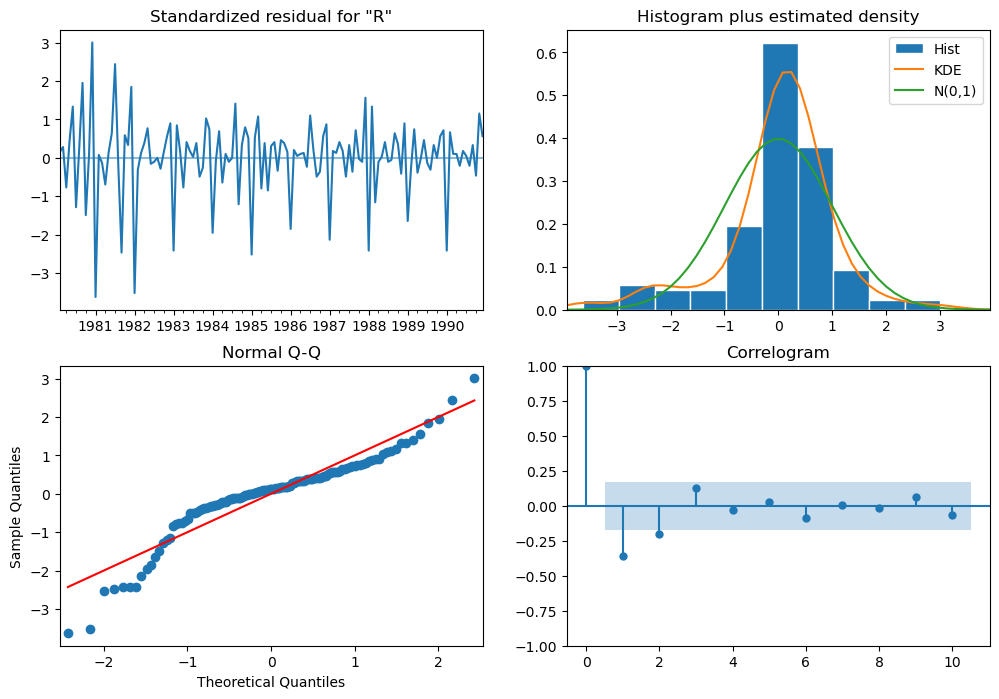 Standardized residual for "R"
3
2
1
0
−1
−2
−3
1981 1982 1983 1984 1985 1986 1987 1988 1989 1990
Histogram plus estimated density
0.6
0.5
0.4
0.3
0.2
0.1
0.0
−3 −2 −1 0 1 2 3
Hist
KDE
N(0,1)
Normal Q-Q
Sample Quantiles
3
2
1
0
−1
−2
−3
−2 −1 0 1 2
Theoretical Quantiles
Correlogram
1.00
0.75
0.50
0.25
0.00
−0.25
−0.50
−0.75
−1.00
0 2 4 6 8 10